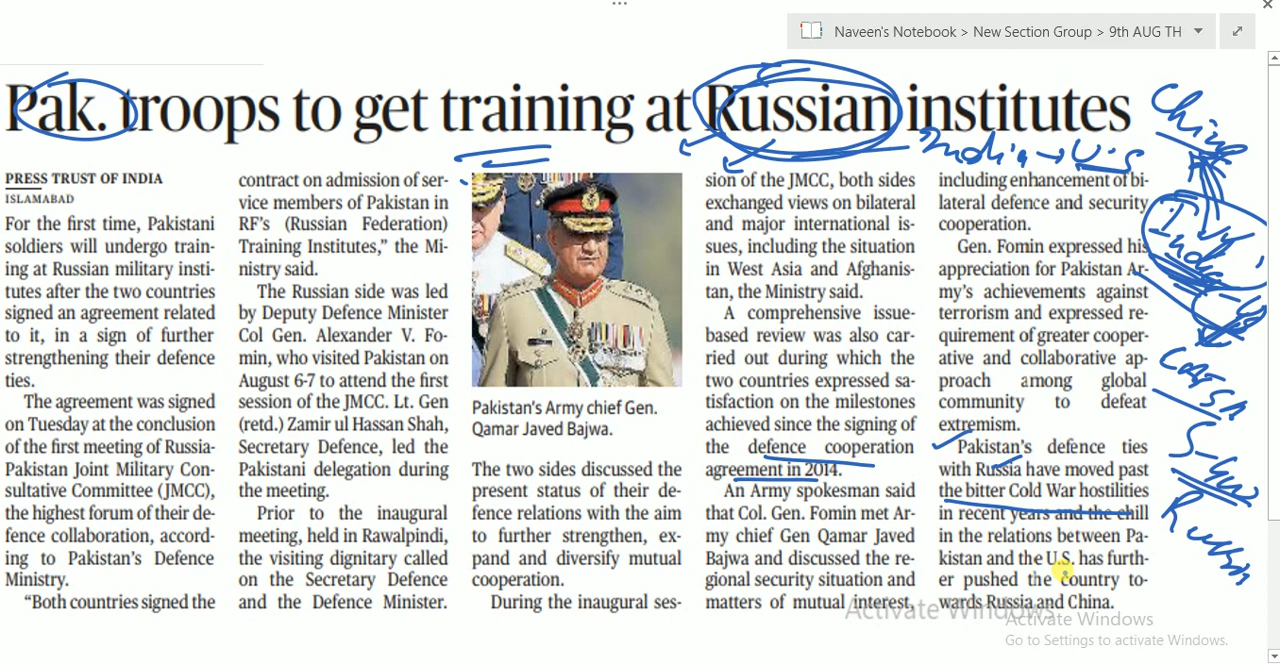 Naveen's Notebook > New Section Group > 9th AUG TH
Pak. troops to get training at Russian institutes
China
India → U.S
India
CAATSA
S-400
Russia
PRESS TRUST OF INDIA
ISLAMABAD
For the first time, Pakistani
soldiers will undergo train-
ing at Russian military insti-
tutes after the two countries
signed an agreement related
to it, in a sign of further
strengthening their defence
ties.
The agreement was signed
on Tuesday at the conclusion
of the first meeting of Russia-
Pakistan Joint Military Con-
sultative Committee (JMCC),
the highest forum of their de-
fence collaboration, accord-
ing to Pakistan's Defence
Ministry.
“Both countries signed the
contract on admission of ser-
vice members of Pakistan in
RF's (Russian Federation)
Training Institutes,” the Mi-
nistry said.
The Russian side was led
by Deputy Defence Minister
Col Gen. Alexander V. Fo-
min, who visited Pakistan on
August 6-7 to attend the first
session of the JMCC. Lt. Gen
(retd.) Zamir ul Hassan Shah,
Secretary Defence, led the
Pakistani delegation during
the meeting.
Prior to the inaugural
meeting, held in Rawalpindi,
the visiting dignitary called
on the Secretary Defence
and the Defence Minister.
Pakistan's Army chief Gen.
Qamar Javed Bajwa.
The two sides discussed the
present status of their de-
fence relations with the aim
to further strengthen, ex-
pand and diversify mutual
cooperation.
During the inaugural ses-
sion of the JMCC, both sides
exchanged views on bilateral
and major international is-
sues, including the situation
in West Asia and Afghanis-
tan, the Ministry said.
A comprehensive issue-
based review was also car-
ried out during which the
two countries expressed sa-
tisfaction on the milestones
achieved since the signing of
the defence cooperation
agreement in 2014.
An Army spokesman said
that Col. Gen. Fomin met Ar-
my chief Gen Qamar Javed
Bajwa and discussed the re-
gional security situation and
matters of mutual interest,
including enhancement of bi-
lateral defence and security
cooperation.
Gen. Fomin expressed his
appreciation for Pakistan Ar-
my's achievements against
terrorism and expressed re-
quirement of greater cooper-
ative and collaborative ap-
proach among global
community to defeat
extremism.
Pakistan's defence ties
with Russia have moved past
the bitter Cold War hostilities
in recent years and the chill
in the relations between Pa-
kistan and the U.S. has furth-
er pushed the country to-
wards Russia and China.
Activate Windows
Activate Windows
Go to Settings to activate Windows.